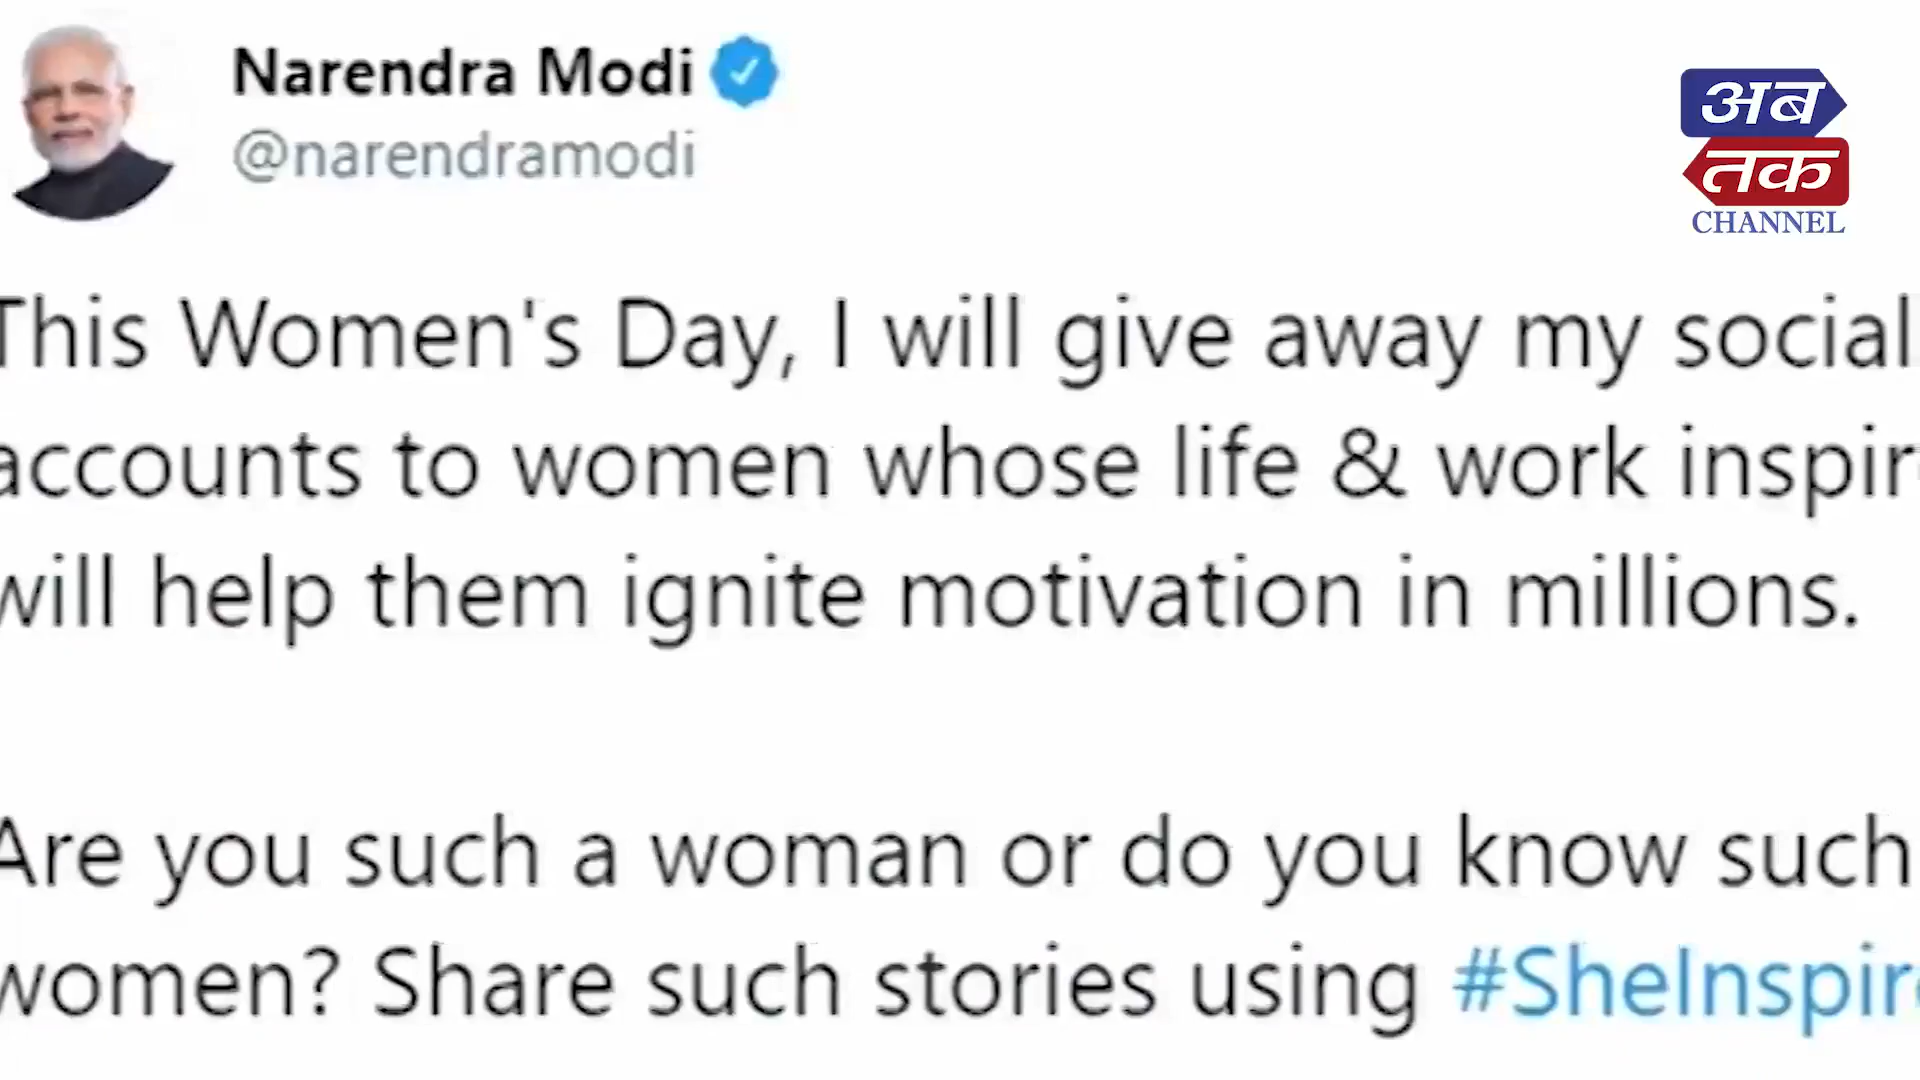 Narendra Modi
@narendramodi
अब
तक
CHANNEL
This Women's Day, I will give away my social
accounts to women whose life & work inspir
will help them ignite motivation in millions.
Are you such a woman or do you know such
women? Share such stories using #SheInspire